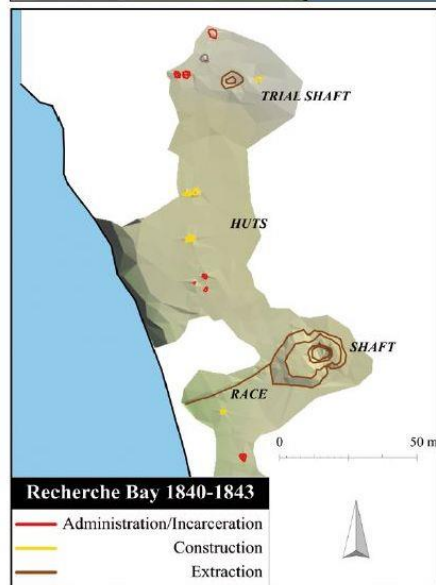 TRIAL SHAFT
HUTS
SHAFT
RACE
0 50 m
Recherche Bay 1840-1843
Administration/Incarceration
Construction
Extraction